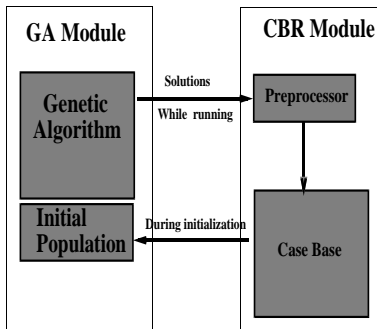 GA Module
CBR Module
Genetic
Algorithm
Solutions
While running
Preprocessor
Initial
Population
During initialization
Case Base